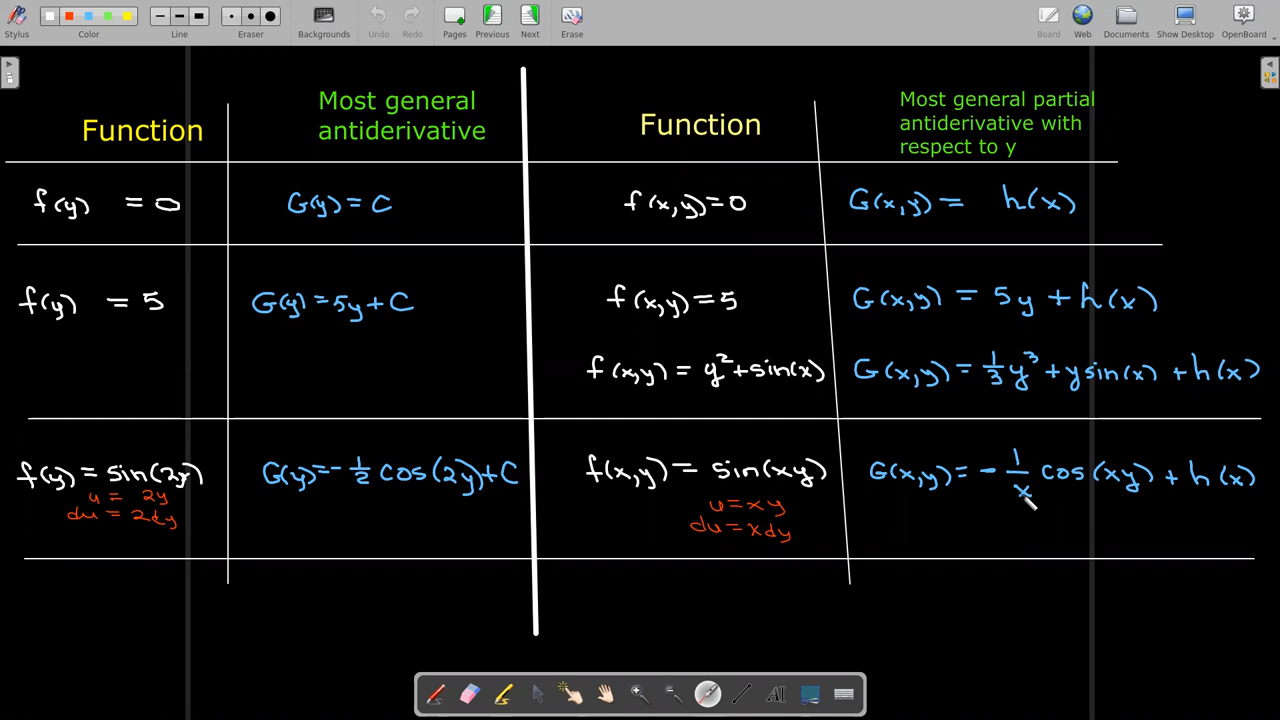 Stylus Color Line Eraser Backgrounds Undo Redo Pages Previous Next Erase Board Web Documents Show Desktop OpenBoard
Function
Most general
antiderivative
Function
Most general partial
antiderivative with
respect to y
f(y) = 0
G(y) = C
f(x,y) = 0
G(x,y) = h(x)
f(y) = 5
G(y) = 5y + C
f(x,y) = 5
G(x,y) = 5y + h(x)
f(x,y) = y² + sin(x)
G(x,y) = 1/3 y³ + y sin(x) + h(x)
f(y) = sin(2y)
u = 2y
du = 2dy
G(y) = - 1/2 cos(2y) + C
f(x,y) = sin(xy)
u = xy
du = x dy
G(x,y) = - 1/x cos(xy) + h(x)
AI